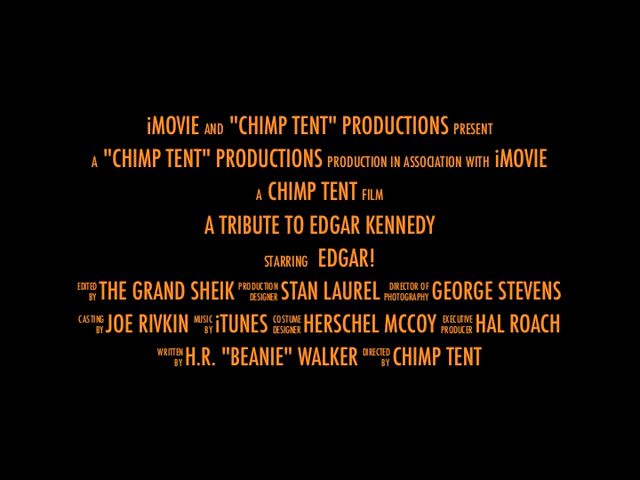 iMOVIE AND "CHIMP TENT" PRODUCTIONS PRESENT
A "CHIMP TENT" PRODUCTIONS PRODUCTION IN ASSOCIATION WITH iMOVIE
A CHIMP TENT FILM
A TRIBUTE TO EDGAR KENNEDY
STARRING EDGAR!
EDITED BY THE GRAND SHEIK PRODUCTION DESIGNER STAN LAUREL DIRECTOR OF PHOTOGRAPHY GEORGE STEVENS
CASTING BY JOE RIVKIN MUSIC BY iTUNES COSTUME DESIGNER HERSCHEL MCCOY EXECUTIVE PRODUCER HAL ROACH
WRITTEN BY H.R. "BEANIE" WALKER DIRECTED BY CHIMP TENT